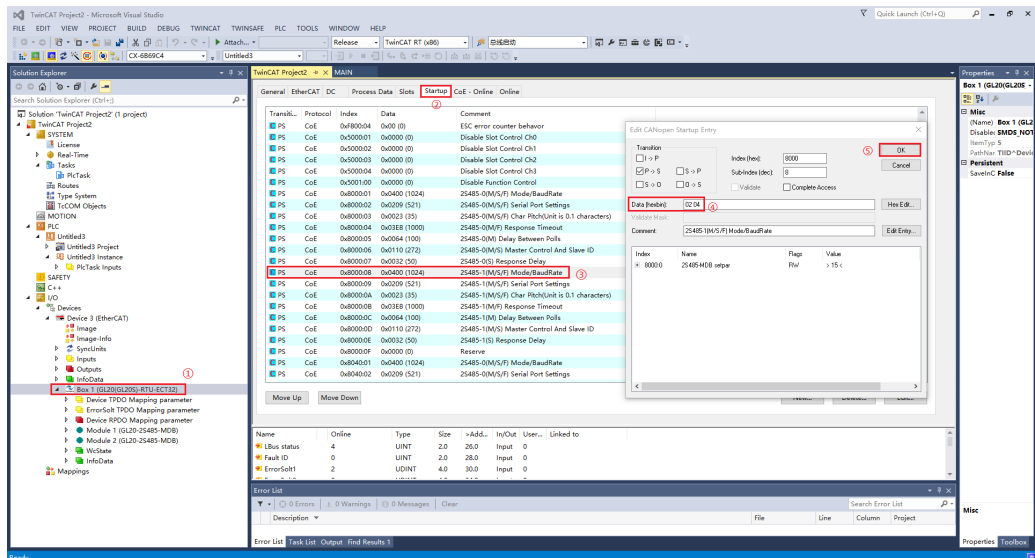 TwinCAT Project2 - Microsoft Visual Studio
Quick Launch (Ctrl+Q)
FILE EDIT VIEW PROJECT BUILD DEBUG TWINCAT TWINSAFE PLC TOOLS WINDOW HELP
Attach... Release TwinCAT RT (x86) 总线启动
CX-6B69C4 Untitled3
Solution Explorer
Search Solution Explorer (Ctrl+;)
Solution 'TwinCAT Project2' (1 project)
TwinCAT Project2
SYSTEM
License
Real-Time
Tasks
PlcTask
Routes
Type System
TcCOM Objects
MOTION
PLC
Untitled3
Untitled3 Project
Untitled3 Instance
PlcTask Inputs
SAFETY
C++
I/O
Devices
Device 3 (EtherCAT)
Image
Image-Info
SyncUnits
Inputs
Outputs
InfoData
①
Box 1 (GL20(GL20S)-RTU-ECT32)
Device TPDO Mapping parameter
ErrorSolt TPDO Mapping parameter
Device RPDO Mapping parameter
Module 1 (GL20-2S485-MDB)
Module 2 (GL20-2S485-MDB)
WcState
InfoData
Mappings
TwinCAT Project2 MAIN
General EtherCAT DC Process Data Slots Startup CoE - Online Online
②
Transiti... Protocol Index Data Comment
PS CoE 0xF800:04 0x00 (0) ESC error counter behavor
PS CoE 0x5000:01 0x0000 (0) Disable Slot Control Ch0
PS CoE 0x5000:02 0x0000 (0) Disable Slot Control Ch1
PS CoE 0x5000:03 0x0000 (0) Disable Slot Control Ch2
PS CoE 0x5000:04 0x0000 (0) Disable Slot Control Ch3
PS CoE 0x5001:00 0x0000 (0) Disable Function Control
PS CoE 0x8000:01 0x0400 (1024) 2S485-0(M/S/F) Mode/BaudRate
PS CoE 0x8000:02 0x0209 (521) 2S485-0(M/S/F) Serial Port Settings
PS CoE 0x8000:03 0x0023 (35) 2S485-0(M/S/F) Char Pitch(Unit is 0.1 characters)
PS CoE 0x8000:04 0x03E8 (1000) 2S485-0(M/F) Response Timeout
PS CoE 0x8000:05 0x0064 (100) 2S485-0(M) Delay Between Polls
PS CoE 0x8000:06 0x0110 (272) 2S485-0(M/S) Master Control And Slave ID
PS CoE 0x8000:07 0x0032 (50) 2S485-0(S) Response Delay
PS CoE 0x8000:08 0x0400 (1024) 2S485-1(M/S/F) Mode/BaudRate ③
PS CoE 0x8000:09 0x0209 (521) 2S485-1(M/S/F) Serial Port Settings
PS CoE 0x8000:0A 0x0023 (35) 2S485-1(M/S/F) Char Pitch(Unit is 0.1 characters)
PS CoE 0x8000:0B 0x03E8 (1000) 2S485-1(M/F) Response Timeout
PS CoE 0x8000:0C 0x0064 (100) 2S485-1(M) Delay Between Polls
PS CoE 0x8000:0D 0x0110 (272) 2S485-1(M/S) Master Control And Slave ID
PS CoE 0x8000:0E 0x0032 (50) 2S485-1(S) Response Delay
PS CoE 0x8000:0F 0x0000 (0) Reserve
PS CoE 0x8040:01 0x0400 (1024) 2S485-0(M/S/F) Mode/BaudRate
PS CoE 0x8040:02 0x0209 (521) 2S485-0(M/S/F) Serial Port Settings
Move Up Move Down New... Delete... Edit...
Edit CANopen Startup Entry
Transition
I -> P
P -> S S -> P
S -> O O -> S
Index (hex): 8000
Sub-Index (dec): 8
Validate Complete Access
⑤ OK
Cancel
Data (hexbin): 02 04 ④ Hex Edit...
Validate Mask:
Comment: 2S485-1(M/S/F) Mode/BaudRate Edit Entry...
Index Name Flags Value
8000:0 2S485-MDB setpar RW > 15 <
Name Online Type Size >Add... In/Out User... Linked to
LBus status 4 UINT 2.0 26.0 Input 0
Fault ID 0 UINT 2.0 28.0 Input 0
ErrorSolt1 2 UDINT 4.0 30.0 Input 0
Error List
0 Errors 0 Warnings 0 Messages Clear
Search Error List
Description File Line Column Project
Error List Task List Output Find Results 1
Properties
Box 1 (GL20(GL20S) -
Misc
(Name) Box 1 (GL2
Disabled SMDS_NOT
ItemTyp 5
PathNar TIID^Devic
Persistent
SaveInC False
Misc
Properties Toolbox
Ready